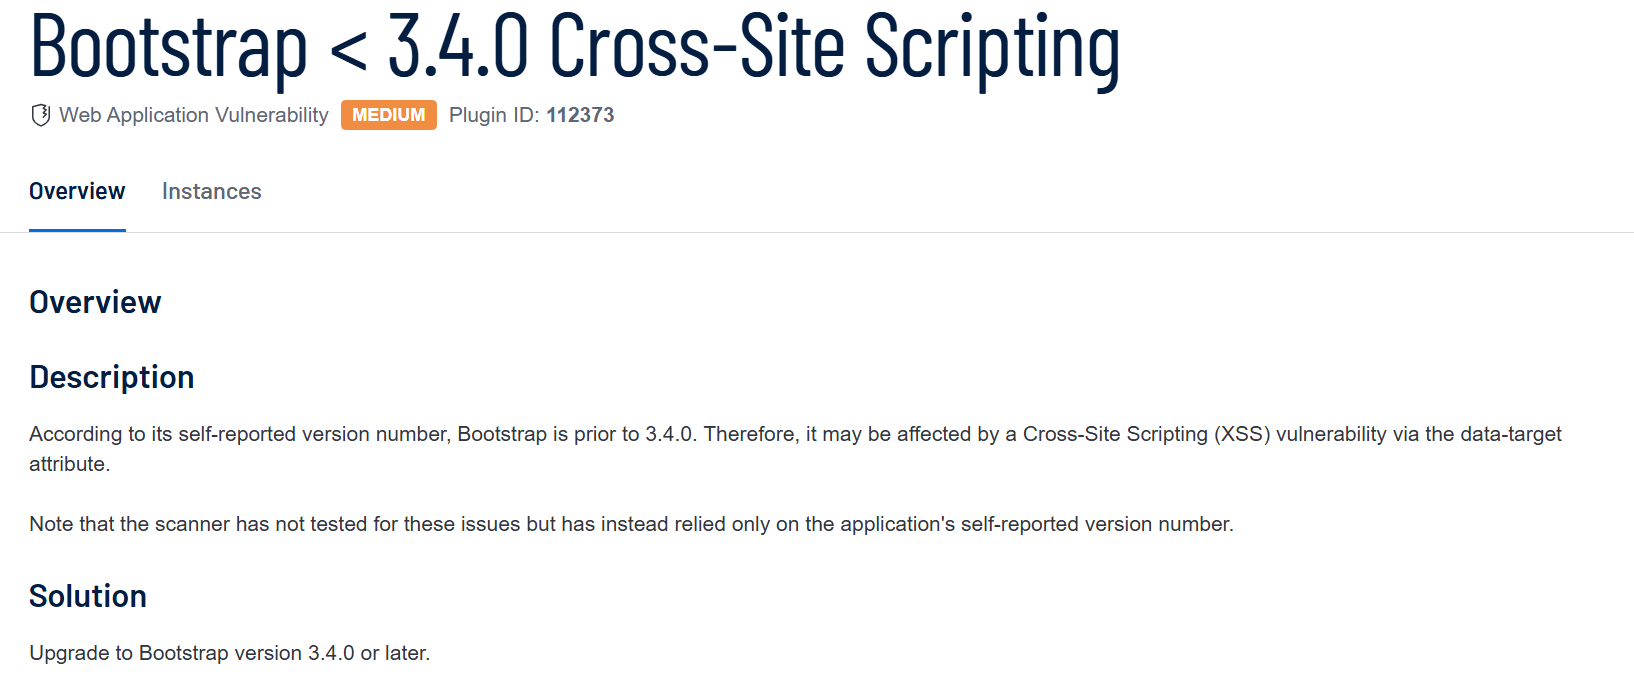 Bootstrap < 3.4.0 Cross-Site Scripting
Web Application Vulnerability MEDIUM Plugin ID: 112373
Overview Instances
Overview
Description
According to its self-reported version number, Bootstrap is prior to 3.4.0. Therefore, it may be affected by a Cross-Site Scripting (XSS) vulnerability via the data-target
attribute.
Note that the scanner has not tested for these issues but has instead relied only on the application's self-reported version number.
Solution
Upgrade to Bootstrap version 3.4.0 or later.